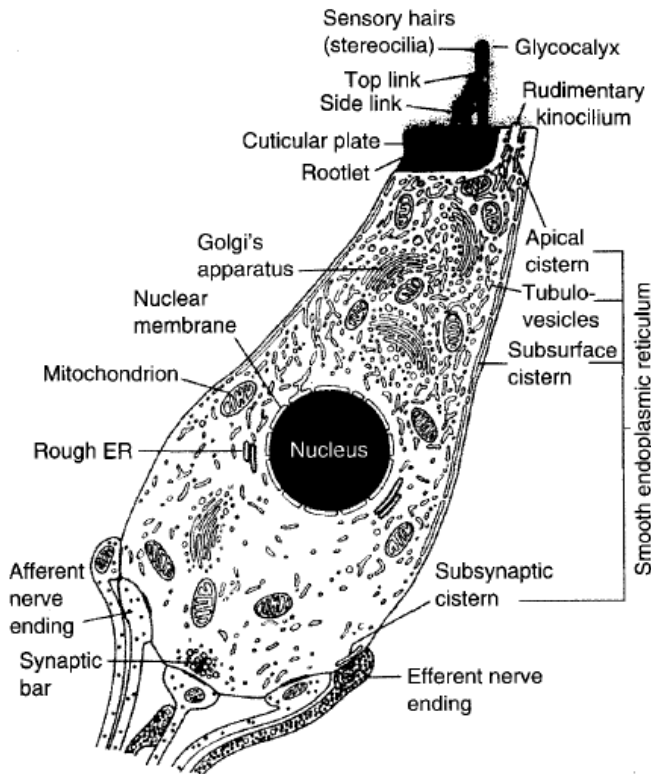 Sensory hairs
(stereocilia)
Glycocalyx
Top link
Side link
Rudimentary
kinocilium
Cuticular plate
Rootlet
Golgi's
apparatus
Apical
cistern
Nuclear
membrane
Tubulo-
vesicles
Mitochondrion
Subsurface
cistern
Smooth endoplasmic reticulum
Rough ER
Nucleus
Afferent
nerve
ending
Subsynaptic
cistern
Synaptic
bar
Efferent nerve
ending